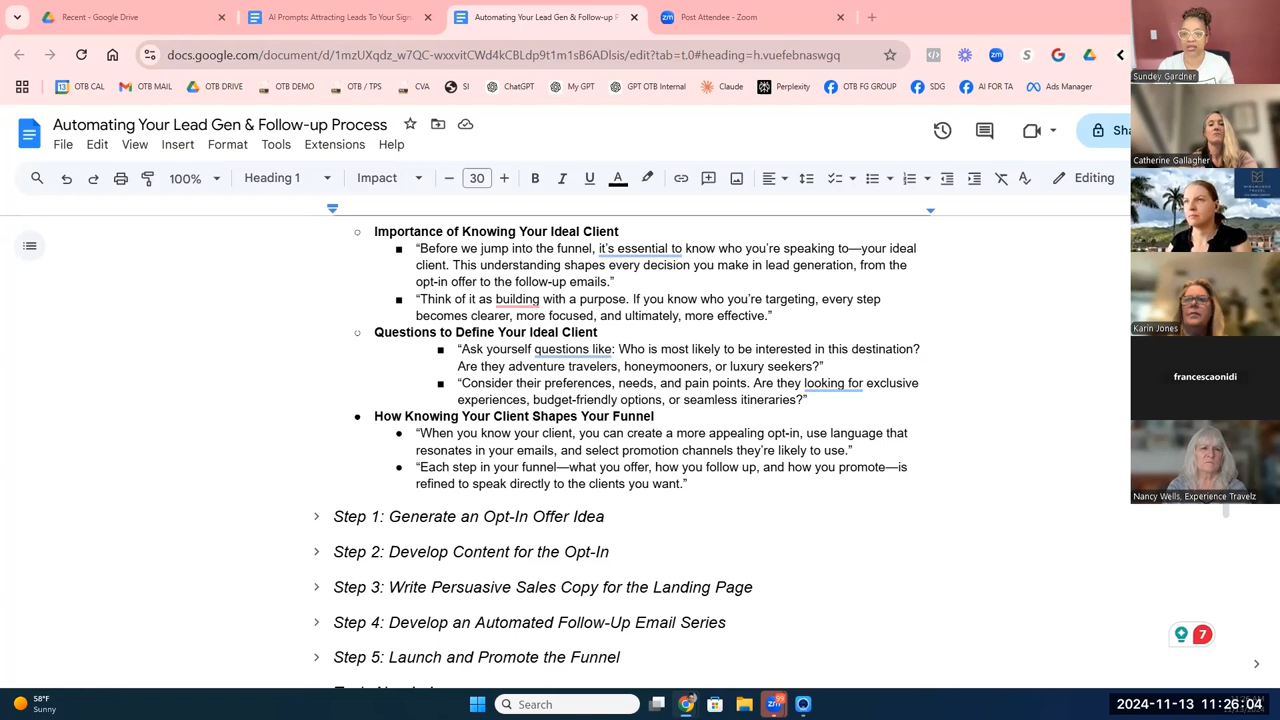 Recent - Google Drive
AI Prompts: Attracting Leads To Your Sign
Automating Your Lead Gen & Follow-up P
Post Attendee - Zoom
docs.google.com/document/d/1mzUXqdz_w7QC-wxxvitCWd4kCBLdp9t1m1sB6ADlsis/edit?tab=t.0#heading=h.vuefebnaswgq
OTB CAL
OTB MAIL
OTB DRIVE
OTB DEMO
OTB / TPS
CVA
ChatGPT
My GPT
GPT OTB Internal
Claude
Perplexity
OTB FG GROUP
SDG
AI FOR TA
Ads Manager
Automating Your Lead Gen & Follow-up Process
File Edit View Insert Format Tools Extensions Help
Sha
100% Heading 1 Impact 30 Editing
Importance of Knowing Your Ideal Client
“Before we jump into the funnel, it’s essential to know who you’re speaking to—your ideal
client. This understanding shapes every decision you make in lead generation, from the
opt-in offer to the follow-up emails.”
“Think of it as building with a purpose. If you know who you’re targeting, every step
becomes clearer, more focused, and ultimately, more effective.”
Questions to Define Your Ideal Client
“Ask yourself questions like: Who is most likely to be interested in this destination?
Are they adventure travelers, honeymooners, or luxury seekers?”
“Consider their preferences, needs, and pain points. Are they looking for exclusive
experiences, budget-friendly options, or seamless itineraries?”
How Knowing Your Client Shapes Your Funnel
“When you know your client, you can create a more appealing opt-in, use language that
resonates in your emails, and select promotion channels they’re likely to use.”
“Each step in your funnel—what you offer, how you follow up, and how you promote—is
refined to speak directly to the clients you want.”
Step 1: Generate an Opt-In Offer Idea
Step 2: Develop Content for the Opt-In
Step 3: Write Persuasive Sales Copy for the Landing Page
Step 4: Develop an Automated Follow-Up Email Series
Step 5: Launch and Promote the Funnel
7
Sundey Gardner
Catherine Gallagher
Karin Jones
francescaonidi
Nancy Wells, Experience Travelz
58°F
Sunny
Search
2024-11-13 11:26:04